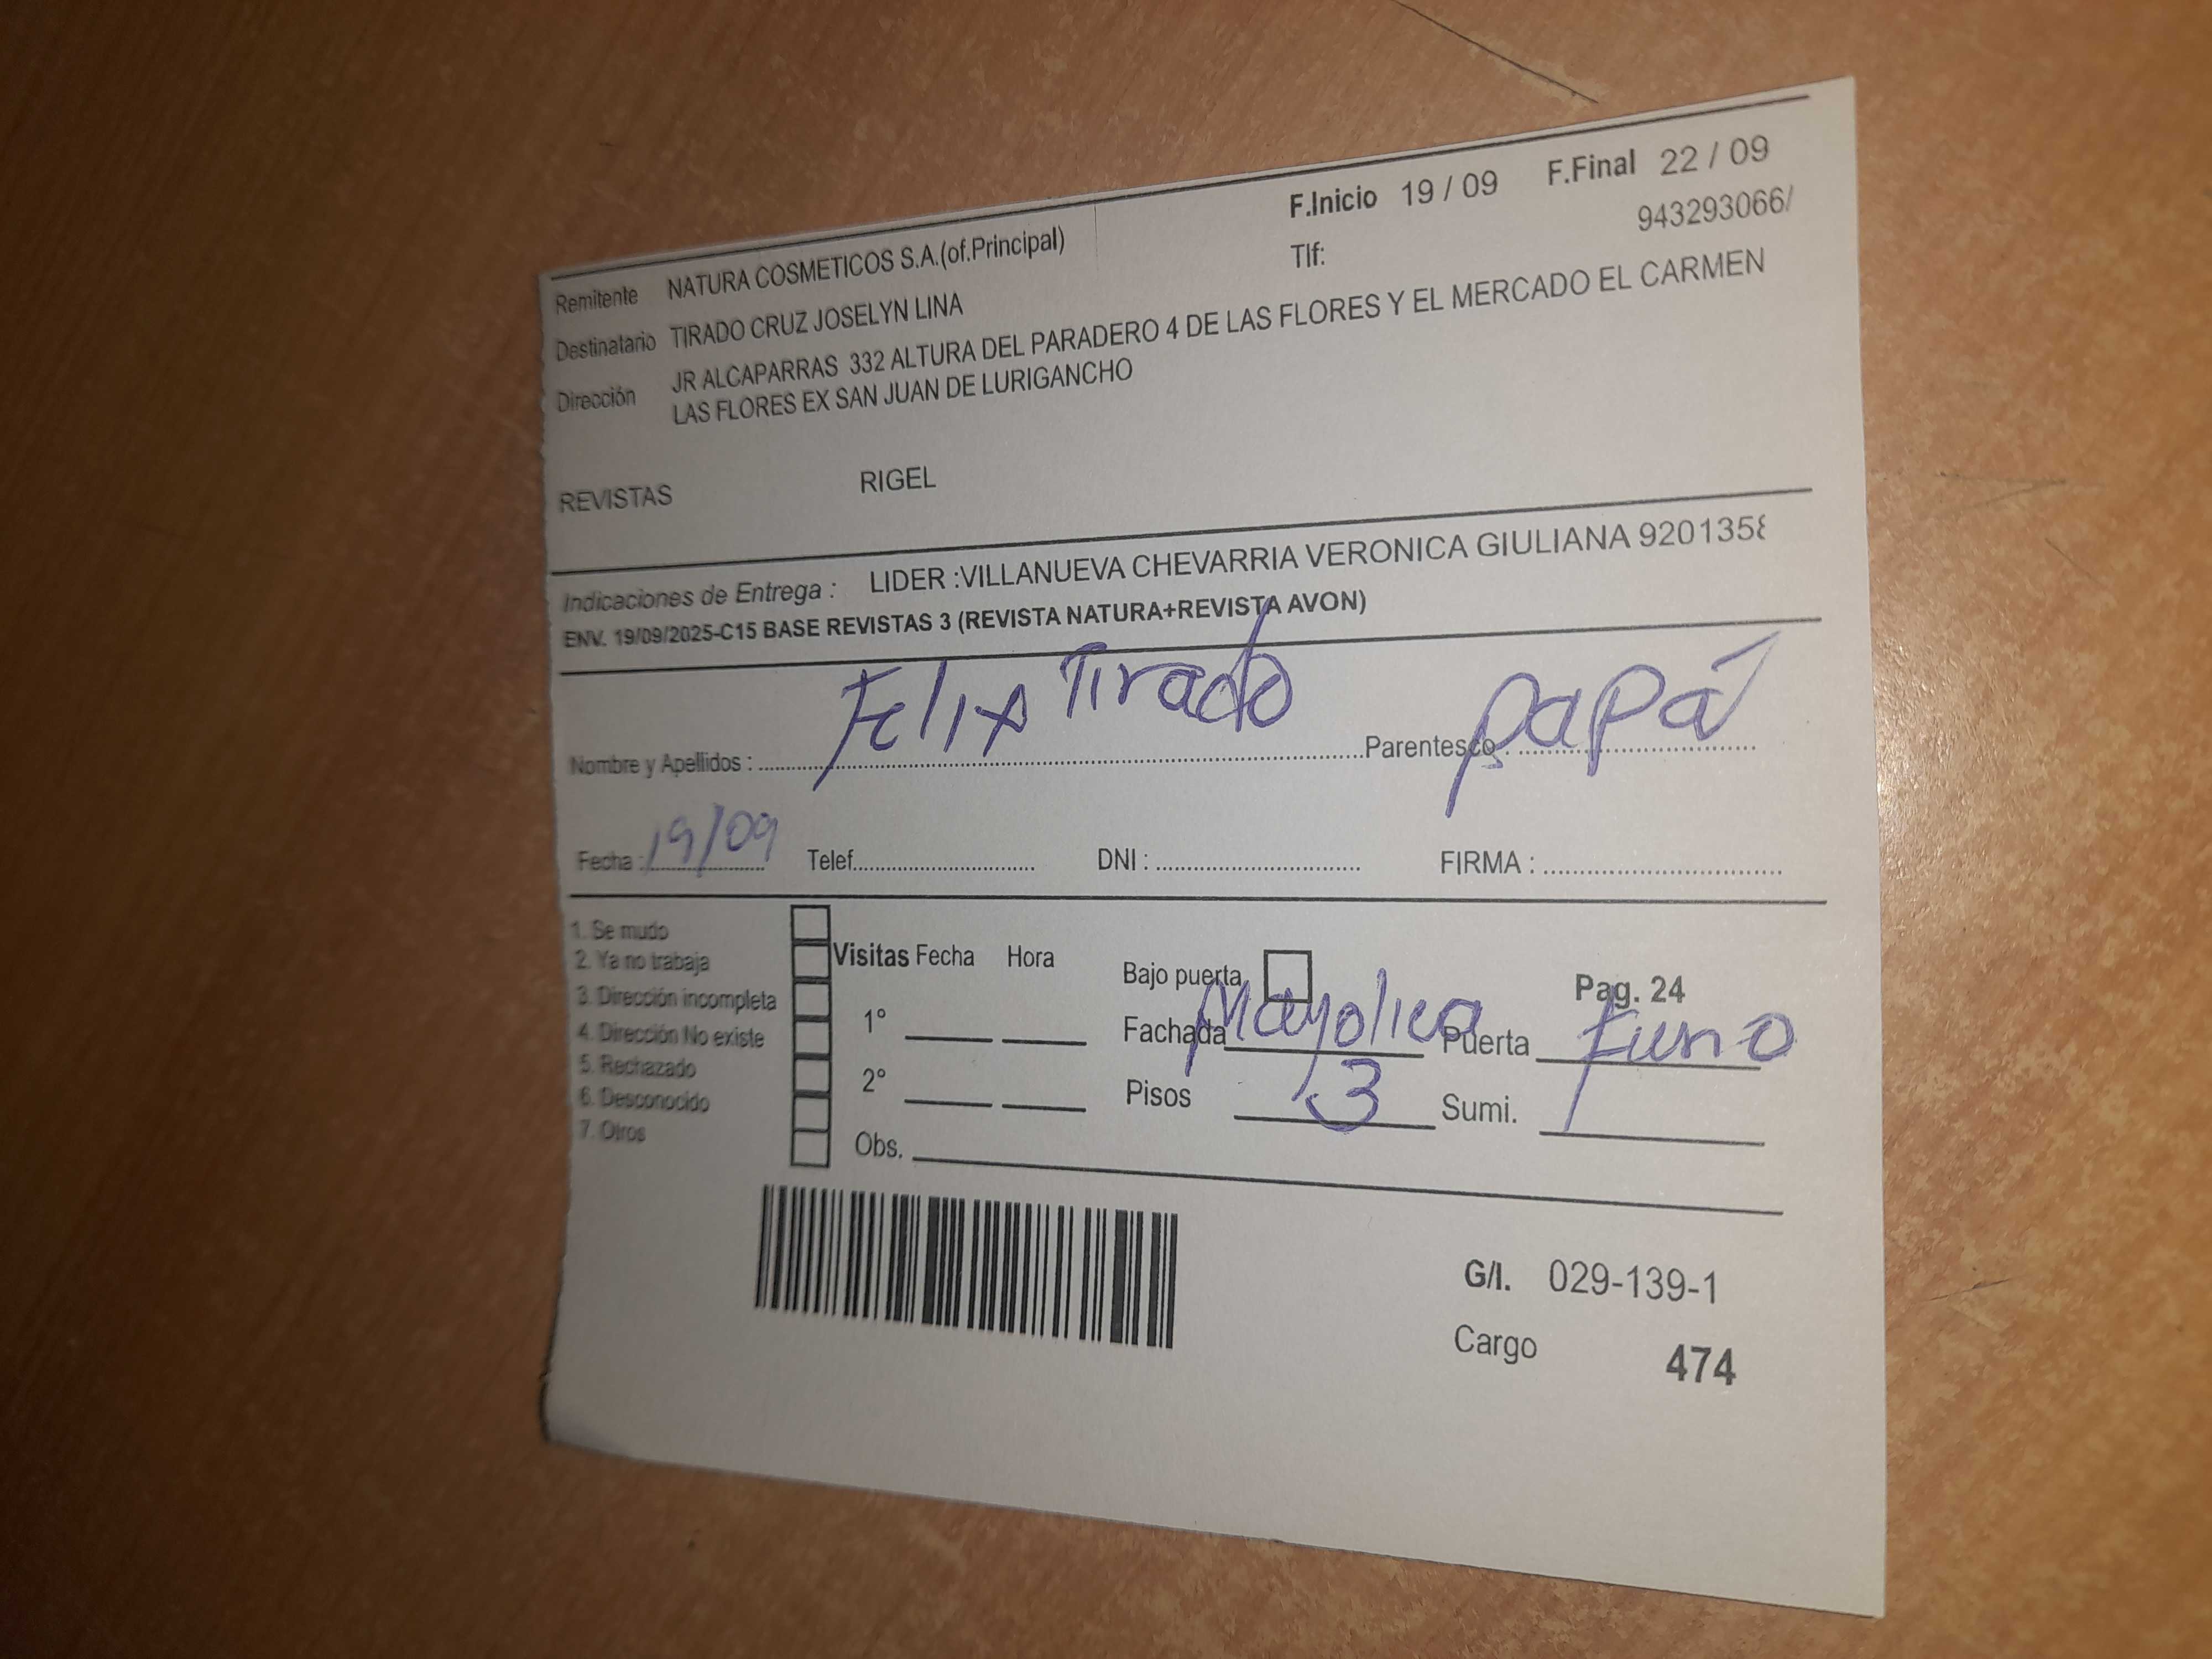 F.Inicio 19 / 09 F.Final 22 / 09
Remitente NATURA COSMETICOS S.A.(of.Principal) Tlf: 943293066/
Destinatario TIRADO CRUZ JOSELYN LINA
Dirección JR ALCAPARRAS 332 ALTURA DEL PARADERO 4 DE LAS FLORES Y EL MERCADO EL CARMEN
LAS FLORES EX SAN JUAN DE LURIGANCHO
REVISTAS RIGEL
Indicaciones de Entrega : LIDER :VILLANUEVA CHEVARRIA VERONICA GIULIANA 920135
ENV. 19/09/2025-C15 BASE REVISTAS 3 (REVISTA NATURA+REVISTA AVON)
Nombre y Apellidos : Felix Tirado Parentesco : papá
Fecha : 19/09 Telef. DNI : FIRMA :
1. Se mudo
2. Ya no trabaja
3. Dirección incompleta
4. Dirección No existe
5. Rechazado
6. Desconocido
7. Otros
Visitas Fecha Hora
1°
2°
Obs.
Bajo puerta Pag. 24
Fachada Mayolica Puerta
Pisos 3 Sumi.
G/I. 029-139-1
Cargo 474